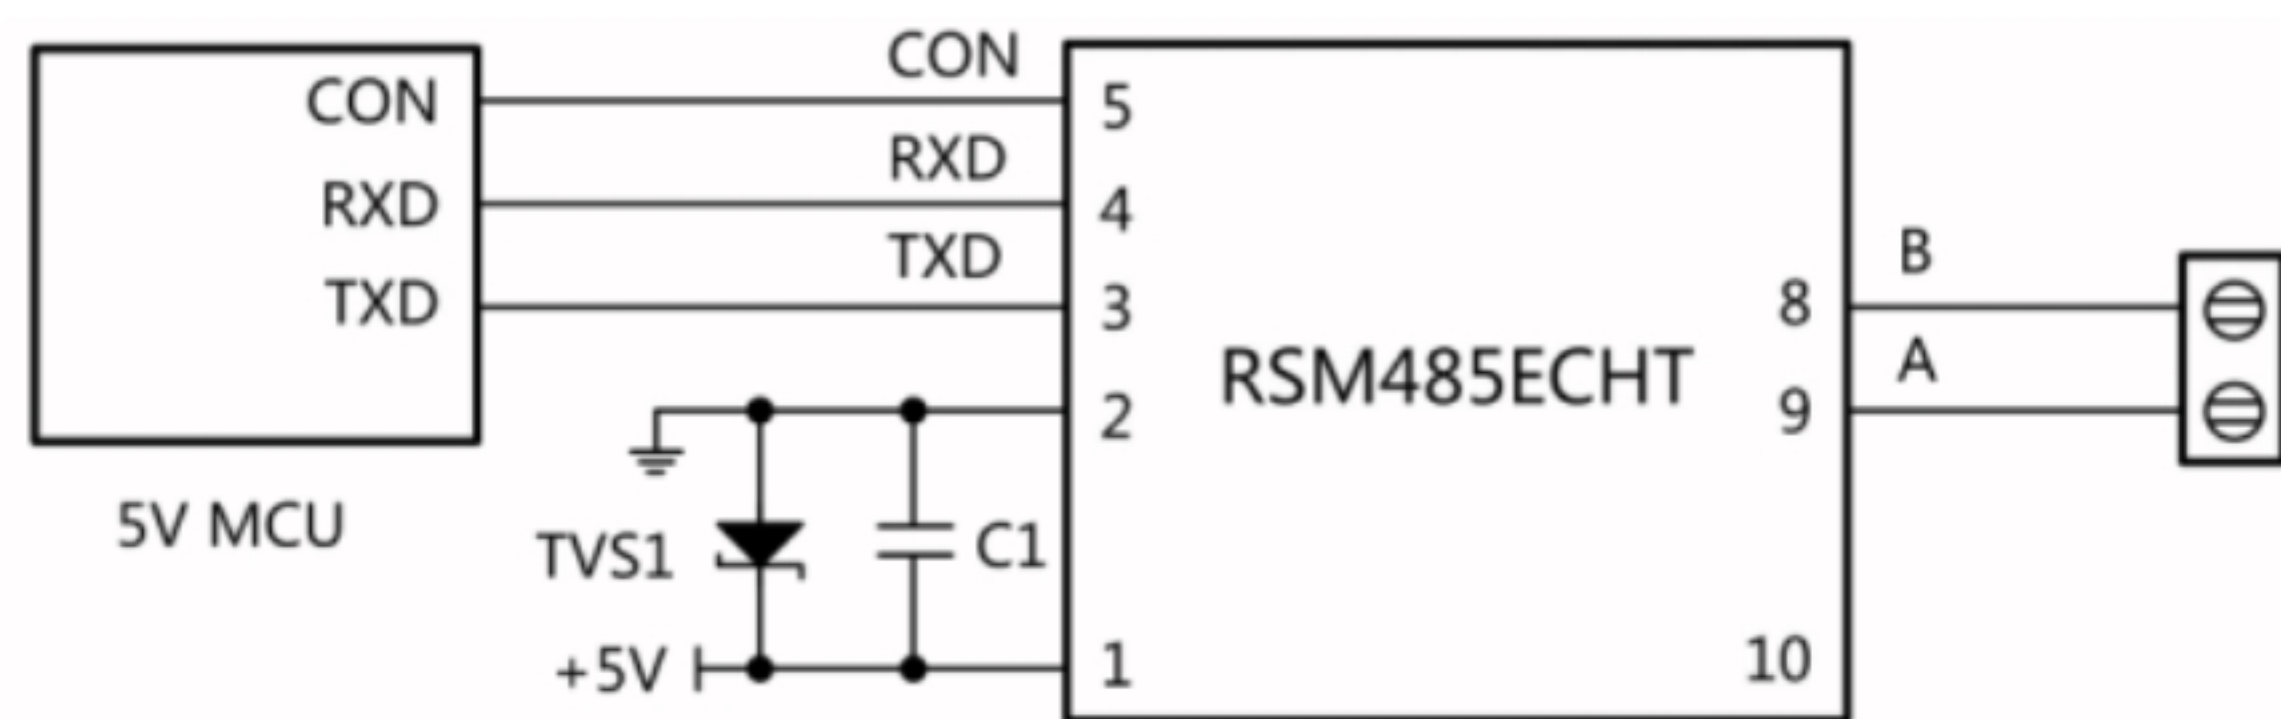 CON
RXD
TXD
5V MCU
CON
RXD
TXD
TVS1
C1
+5V
5
4
3
2
1
RSM485ECHT
8
9
10
B
A